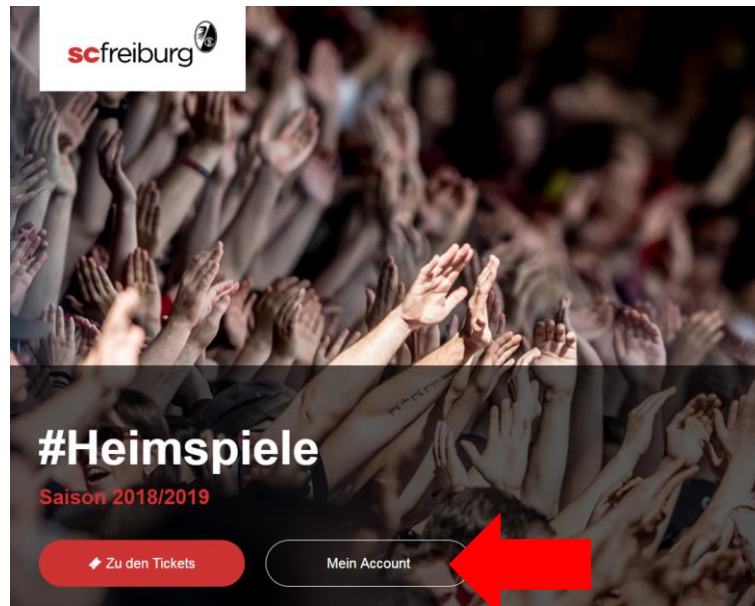 scfreiburg
#Heimspiele
Saison 2018/2019
Zu den Tickets
Mein Account